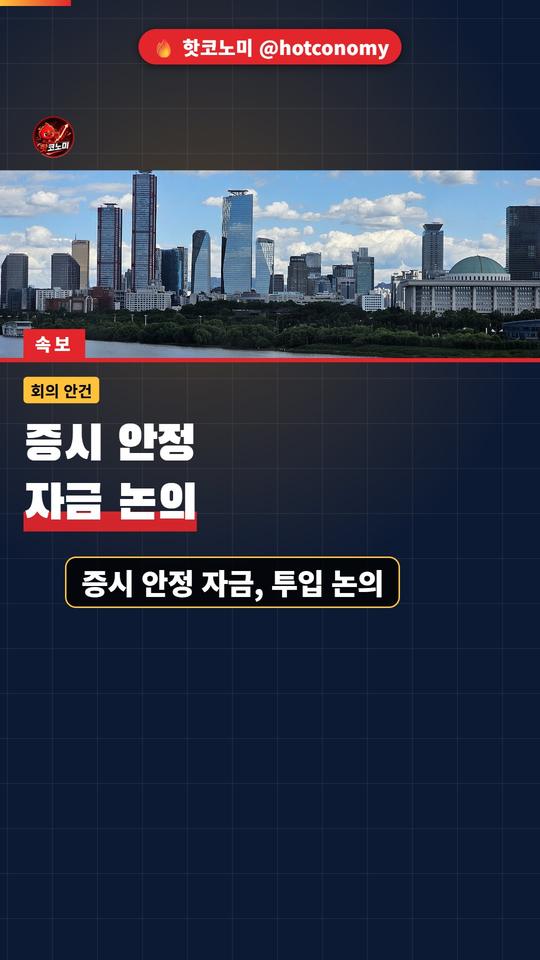 🔥 핫코노미 @hotconomy
핫코노미
속보
회의 안건
증시 안정
자금 논의
증시 안정 자금, 투입 논의